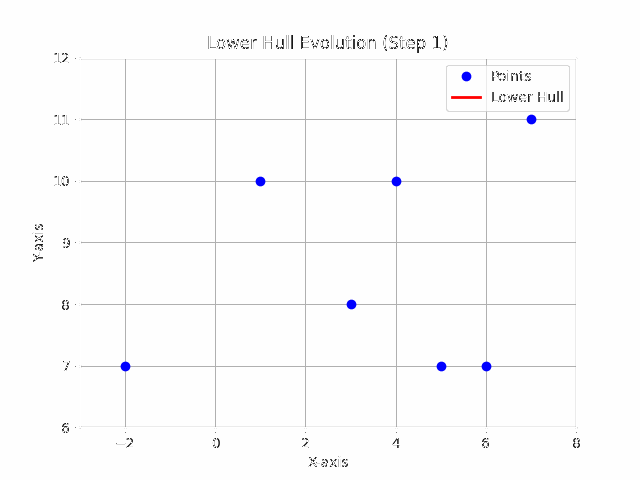 Lower Hull Evolution (Step 1)
Points
Lower Hull
12
11
10
9
8
7
6
Y-axis
−2
0
2
4
6
8
X-axis